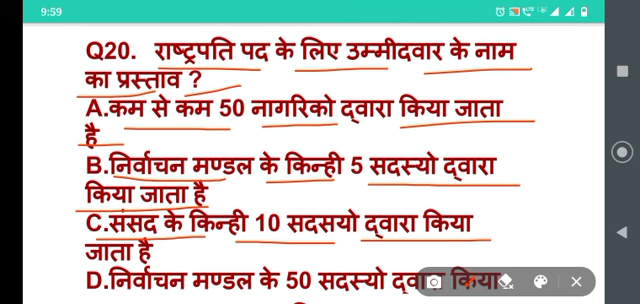 9:59
Q20. राष्ट्रपति पद के लिए उम्मीदवार के नाम
का प्रस्ताव ?
A.कम से कम 50 नागरिको द्वारा किया जाता
है
B.निर्वाचन मण्डल के किन्ही 5 सदस्यो द्वारा
किया जाता है
C.संसद के किन्ही 10 सदसयो द्वारा किया
जाता है
D.निर्वाचन मण्डल के 50 सदस्यो द्वारा किया